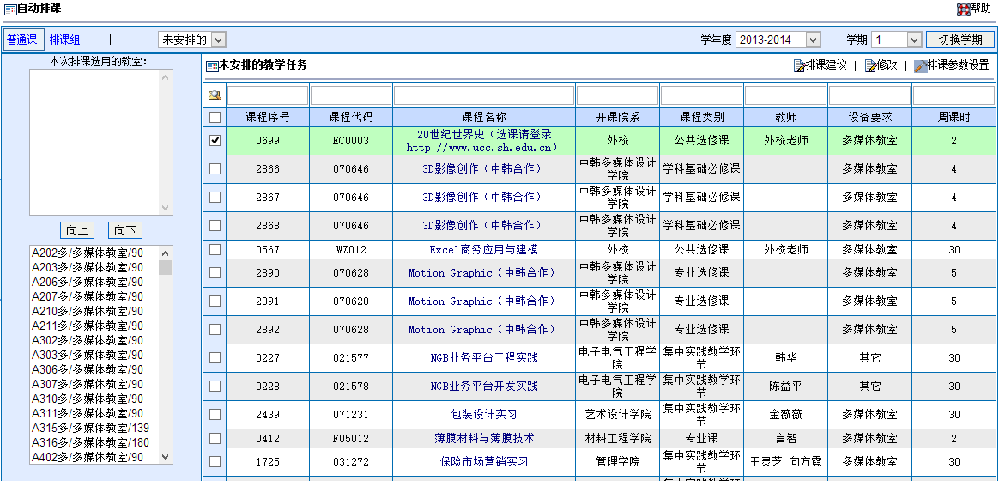 自动排课
帮助
普通课 排课组 | 未安排的 学年度 2013-2014 学期 1 切换学期
本次排课选用的教室:
向上 向下
A202多/多媒体教室/90
A203多/多媒体教室/90
A206多/多媒体教室/90
A207多/多媒体教室/90
A210多/多媒体教室/90
A211多/多媒体教室/90
A302多/多媒体教室/90
A303多/多媒体教室/90
A306多/多媒体教室/90
A307多/多媒体教室/90
A310多/多媒体教室/90
A311多/多媒体教室/90
A315多/多媒体教室/139
A316多/多媒体教室/180
A402多/多媒体教室/90
未安排的教学任务
排课建议 | 修改 | 排课参数设置
课程序号 课程代码 课程名称 开课院系 课程类别 教师 设备要求 周课时
0699 EC0003 20世纪世界史（选课请登录
http://www.ucc.sh.edu.cn） 外校 公共选修课 外校老师 多媒体教室 2
2866 070646 3D影像创作（中韩合作） 中韩多媒体设计
学院 学科基础必修课 多媒体教室 4
2867 070646 3D影像创作（中韩合作） 中韩多媒体设计
学院 学科基础必修课 多媒体教室 4
2868 070646 3D影像创作（中韩合作） 中韩多媒体设计
学院 学科基础必修课 多媒体教室 4
0567 WZ012 Excel商务应用与建模 外校 公共选修课 外校老师 多媒体教室 30
2890 070628 Motion Graphic（中韩合作） 中韩多媒体设计
学院 专业选修课 多媒体教室 5
2891 070628 Motion Graphic（中韩合作） 中韩多媒体设计
学院 专业选修课 多媒体教室 5
2892 070628 Motion Graphic（中韩合作） 中韩多媒体设计
学院 专业选修课 多媒体教室 5
0227 021577 NGB业务平台工程实践 电子电气工程学
院 集中实践教学环
节 韩华 其它 30
0228 021578 NGB业务平台开发实践 电子电气工程学
院 集中实践教学环
节 陈益平 其它 30
2439 071231 包装设计实习 艺术设计学院 集中实践教学环
节 金薇薇 多媒体教室 30
0412 F05012 薄膜材料与薄膜技术 材料工程学院 专业课 言智 多媒体教室 2
1725 031272 保险市场营销实习 管理学院 集中实践教学环
节 王灵芝 向方霓 多媒体教室 30